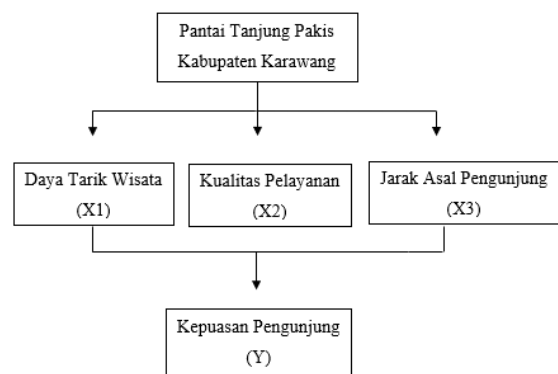 Pantai Tanjung Pakis
Kabupaten Karawang
Daya Tarik Wisata
(X1)
Kualitas Pelayanan
(X2)
Jarak Asal Pengunjung
(X3)
Kepuasan Pengunjung
(Y)